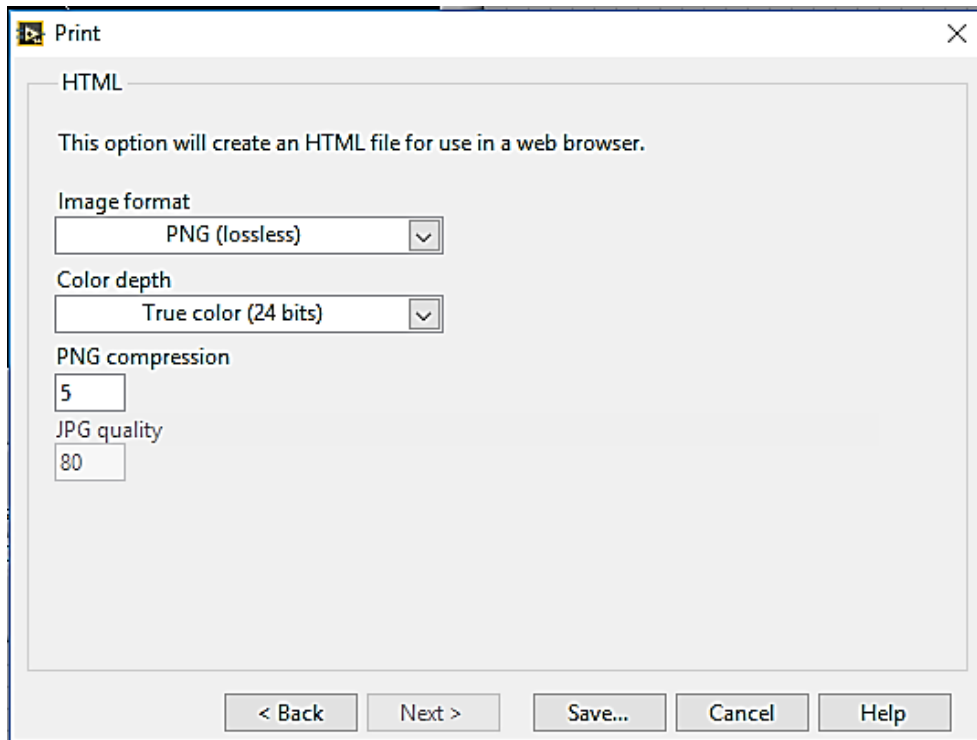 Print
HTML
This option will create an HTML file for use in a web browser.
Image format
PNG (lossless)
Color depth
True color (24 bits)
PNG compression
5
JPG quality
80
< Back Next > Save... Cancel Help